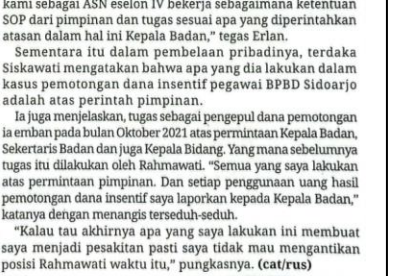 kami sebagai ASN eselon IV bekerja sebagaimana ketentuan
SOP dari pimpinan dan tugas sesuai apa yang diperintahkan
atasan dalam hal ini Kepala Badan," tegas Erlan.
Sementara itu dalam pembelaan pribadinya, terdaka
Siskawati mengatakan bahwa apa yang dia lakukan dalam
kasus pemotongan dana insentif pegawai BPBD Sidoarjo
adalah atas perintah pimpinan.
Ia juga menjelaskan, tugas sebagai pengepul dana pemotongan
ia emban pada bulan Oktober 2021 atas permintaan Kepala Badan,
Sekertaris Badan dan juga Kepala Bidang. Yang mana sebelumnya
tugas itu dilakukan oleh Rahmawati. "Semua yang saya lakukan
atas permintaan pimpinan. Dan setiap penggunaan uang hasil
pemotongan dana insentif saya laporkan kepada Kepala Badan,"
katanya dengan menangis terseduh-seduh.
"Kalau tau akhirnya apa yang saya lakukan ini membuat
saya menjadi pesakitan pasti saya tidak mau mengantikan
posisi Rahmawati waktu itu," pungkasnya. (cat/rus)